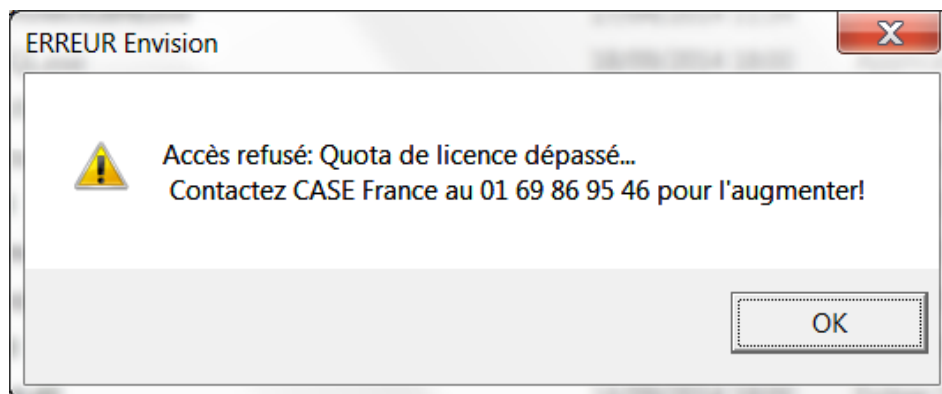 ERREUR Envision
Accès refusé: Quota de licence dépassé...
Contactez CASE France au 01 69 86 95 46 pour l'augmenter!
OK